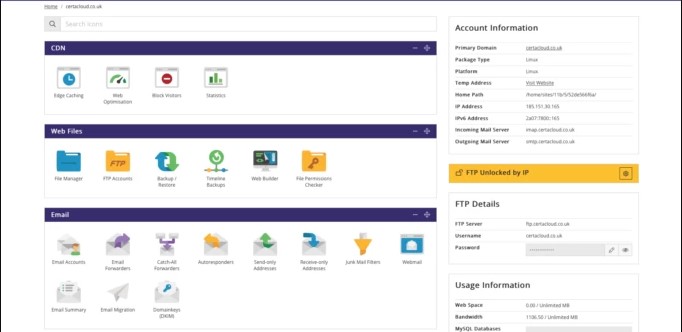 Home / certacloud.co.uk
Search Icons
CDN
Edge Caching
Web Optimisation
Block Visitors
Statistics
Web Files
File Manager
FTP Accounts
Backup / Restore
Timeline Backups
Web Builder
File Permissions Checker
FTP
Email
Email Accounts
Email Forwarders
Catch-All Forwarders
Autoresponders
Send-only Addresses
Receive-only Addresses
Junk Mail Filters
Webmail
Email Summary
Email Migration
Domainkeys (DKIM)
Account Information
Primary Domain certacloud.co.uk
Package Type Linux
Platform Linux
Temp Address Visit Website
Home Path
IP Address 185.151.30.165
IPv6 Address 2a07:7800::165
Incoming Mail Server imap.certacloud.co.uk
Outgoing Mail Server smtp.certacloud.co.uk
FTP Unlocked by IP
FTP Details
FTP Server ftp.certacloud.co.uk
Username certacloud.co.uk
Password
Usage Information
Web Space 0.00 / Unlimited MB
Bandwidth 1106.50 / Unlimited MB
MySQL Databases